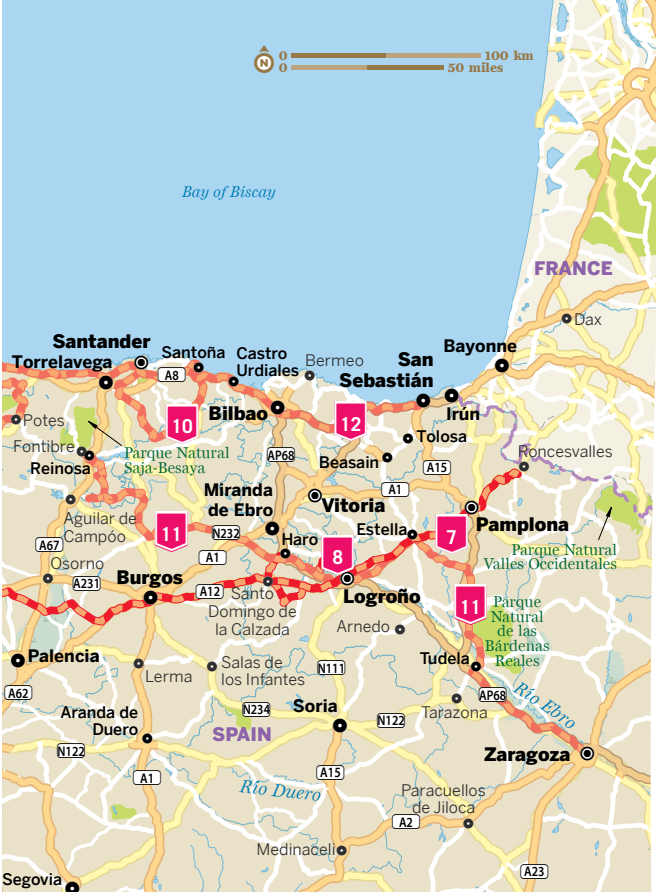 0 100 km
N
0 50 miles
Bay of Biscay
FRANCE
Dax
Santander
Torrelavega
Santoña
Castro
Urdiales
Bermeo
San
Sebastián
Bayonne
A8
Bilbao
Irún
10
12
Potes
Tolosa
Fontibre
Reinosa
Parque Natural
Saja-Besaya
AP68
Beasain
A15
Roncesvalles
A1
Miranda
de Ebro
Vitoria
Aguilar de
Campóo
11
N232
Haro
Estella
7
Pamplona
Parque Natural
Valles Occidentales
A67
A1
8
Osorno
A231
Burgos
A12
Santo
Domingo de
la Calzada
Logroño
11
Parque
Natural
de las
Bárdenas
Reales
Arnedo
Palencia
Lerma
Salas de
los Infantes
N111
Tudela
A62
AP68
Río Ebro
Aranda de
Duero
N234
Soria
N122
Tarazona
SPAIN
N122
Zaragoza
A1
A15
Río Duero
Paracuellos
de Jiloca
A2
Medinaceli
A23
Segovia